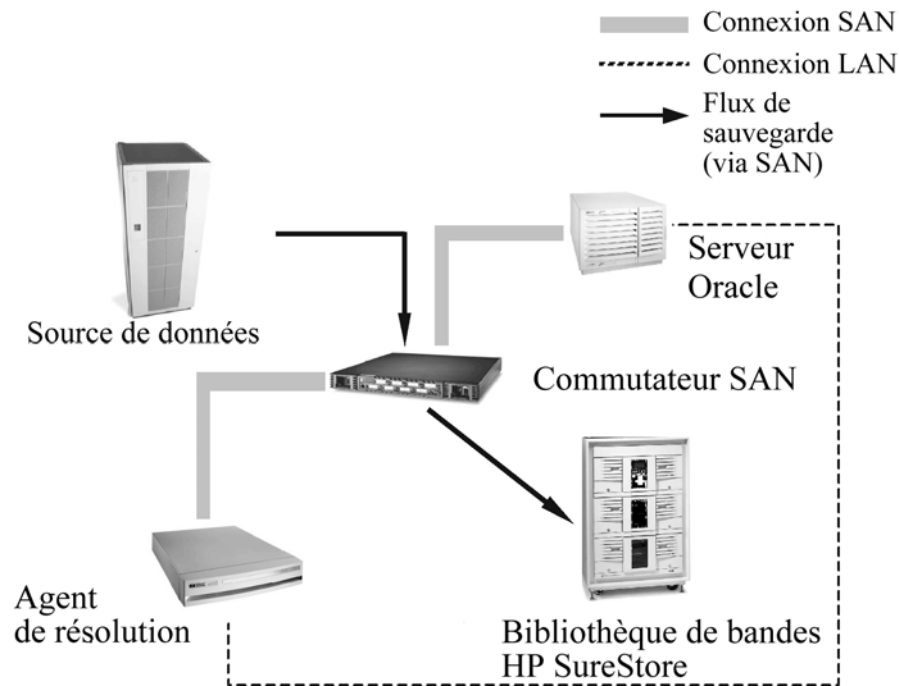 Connexion SAN
Connexion LAN
Flux de
sauvegarde
(via SAN)
Serveur
Oracle
Source de données
Commutateur SAN
Agent
de résolution
Bibliothèque de bandes
HP SureStore